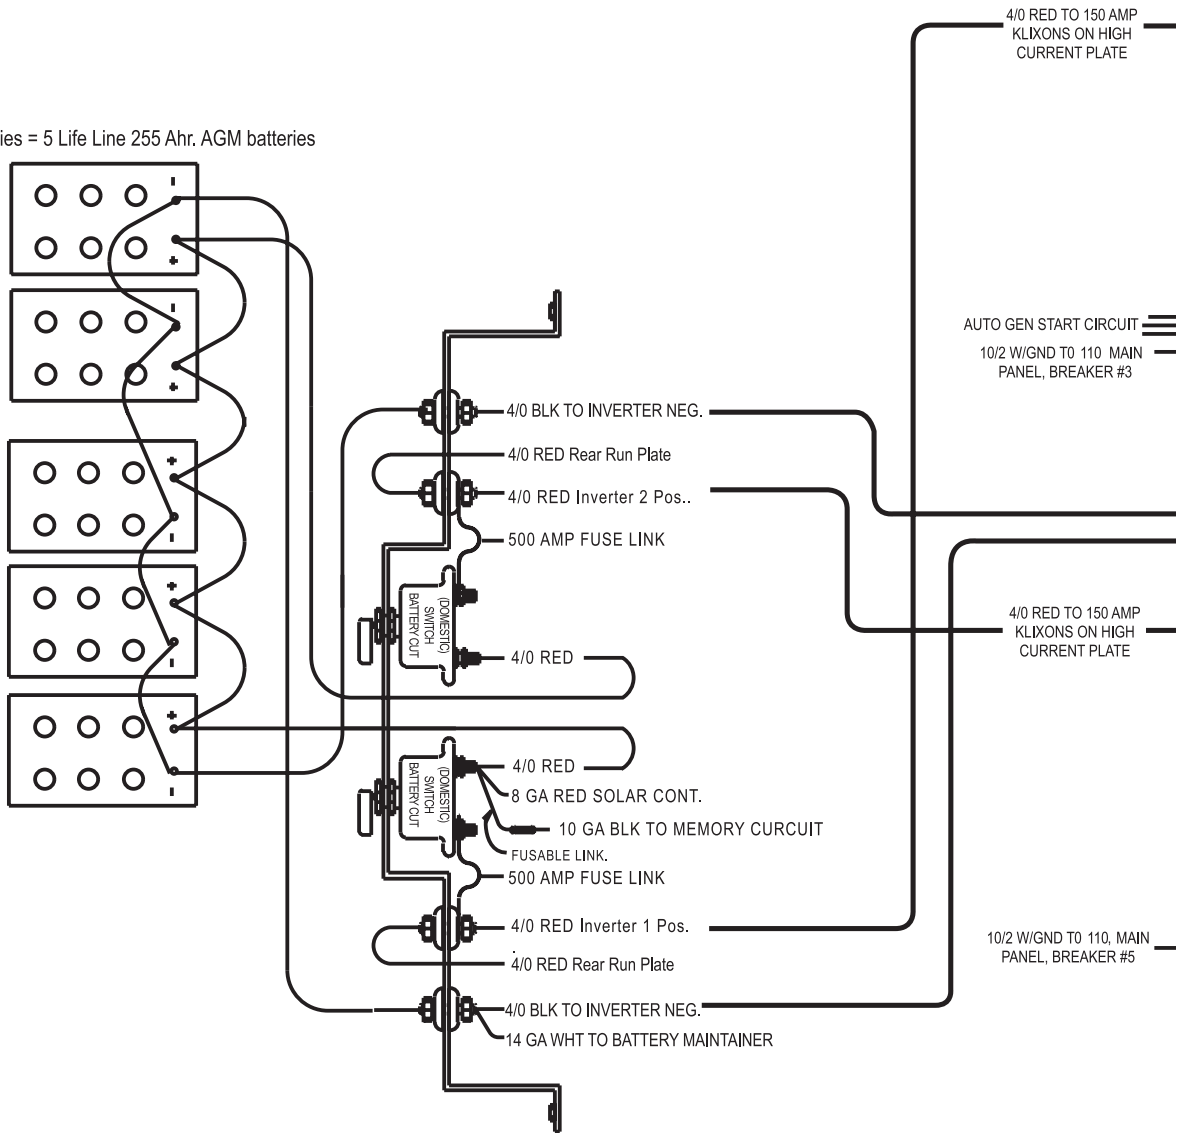 4/0 RED TO 150 AMP
KLIXONS ON HIGH
CURRENT PLATE
ies = 5 Life Line 255 Ahr. AGM batteries
-
+
-
+
+
-
+
-
+
-
AUTO GEN START CIRCUIT
10/2 W/GND T0 110 MAIN
PANEL, BREAKER #3
4/0 BLK TO INVERTER NEG.
4/0 RED Rear Run Plate
4/0 RED Inverter 2 Pos..
500 AMP FUSE LINK
(DOMESTIC)
SWITCH
BATTERY CUT
4/0 RED
4/0 RED TO 150 AMP
KLIXONS ON HIGH
CURRENT PLATE
(DOMESTIC)
SWITCH
BATTERY CUT
4/0 RED
8 GA RED SOLAR CONT.
10 GA BLK TO MEMORY CURCUIT
FUSABLE LINK.
500 AMP FUSE LINK
4/0 RED Inverter 1 Pos.
.
4/0 RED Rear Run Plate
10/2 W/GND T0 110, MAIN
PANEL, BREAKER #5
4/0 BLK TO INVERTER NEG.
14 GA WHT TO BATTERY MAINTAINER